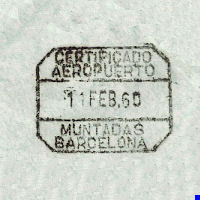 CERTIFICADO
AEROPUERTO
11 FEB.60
MUNTADAS
BARCELONA